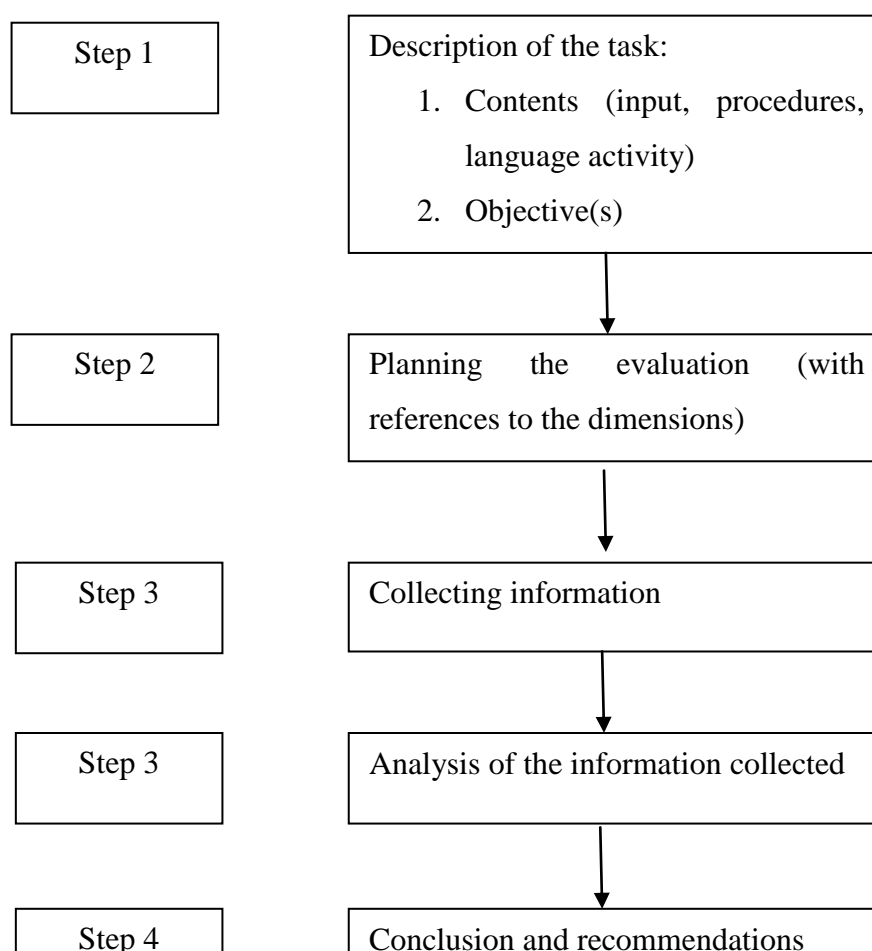 Step 1
Description of the task:
1. Contents (input, procedures,
language activity)
2. Objective(s)
Step 2
Planning the evaluation (with
references to the dimensions)
Step 3
Collecting information
Step 3
Analysis of the information collected
Step 4
Conclusion and recommendations